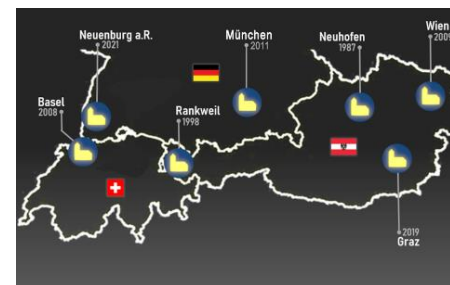 Neuenburg a.R.
2021
München
2011
Neuhofen
1987
Wien
2009
Basel
2008
Rankweil
1998
2019
Graz